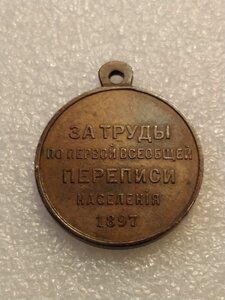 ЗА ТРУДЫ
ПО ПЕРВОЙ ВСЕОБЩЕЙ
ПЕРЕПИСИ
НАСЕЛЕНІЯ
1897